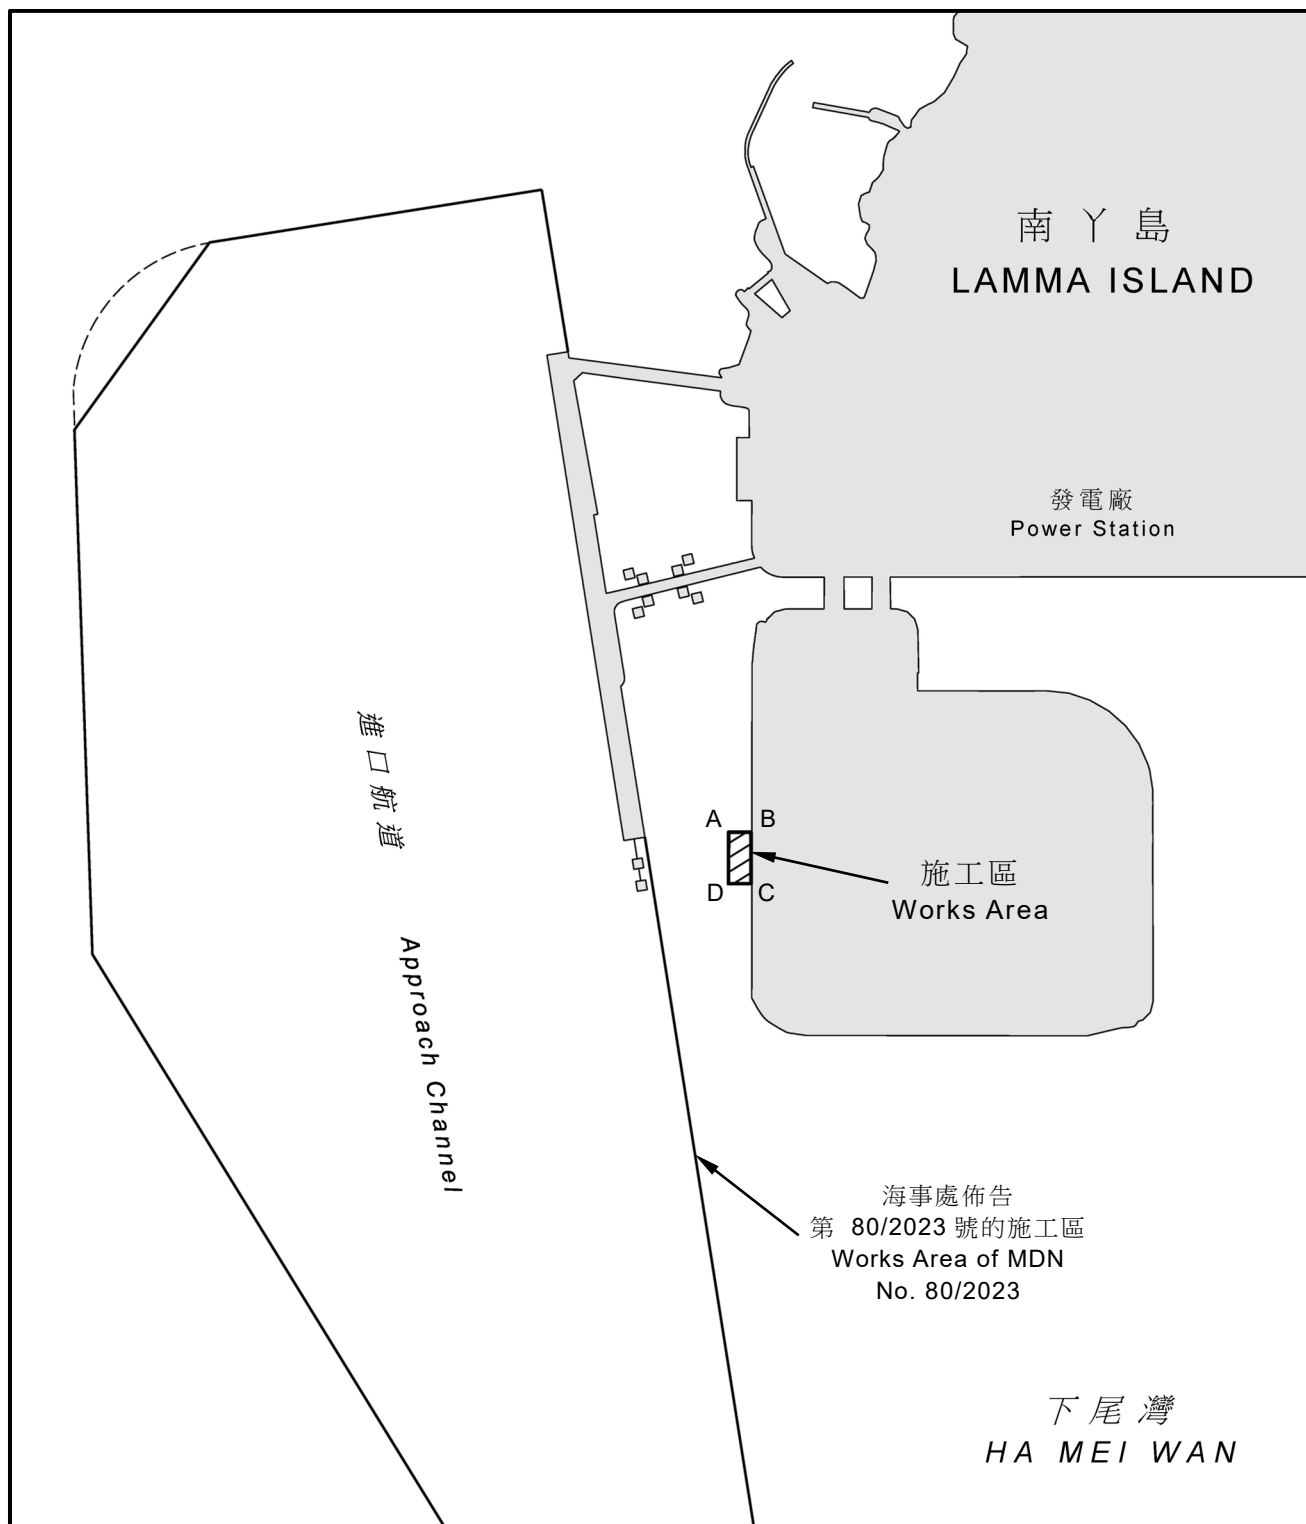 南丫島
LAMMA ISLAND
發電廠
Power Station
進口航道
Approach Channel
A
B
D
C
施工區
Works Area
海事處佈告
第 80/2023 號的施工區
Works Area of MDN
No. 80/2023
下尾灣
HA MEI WAN